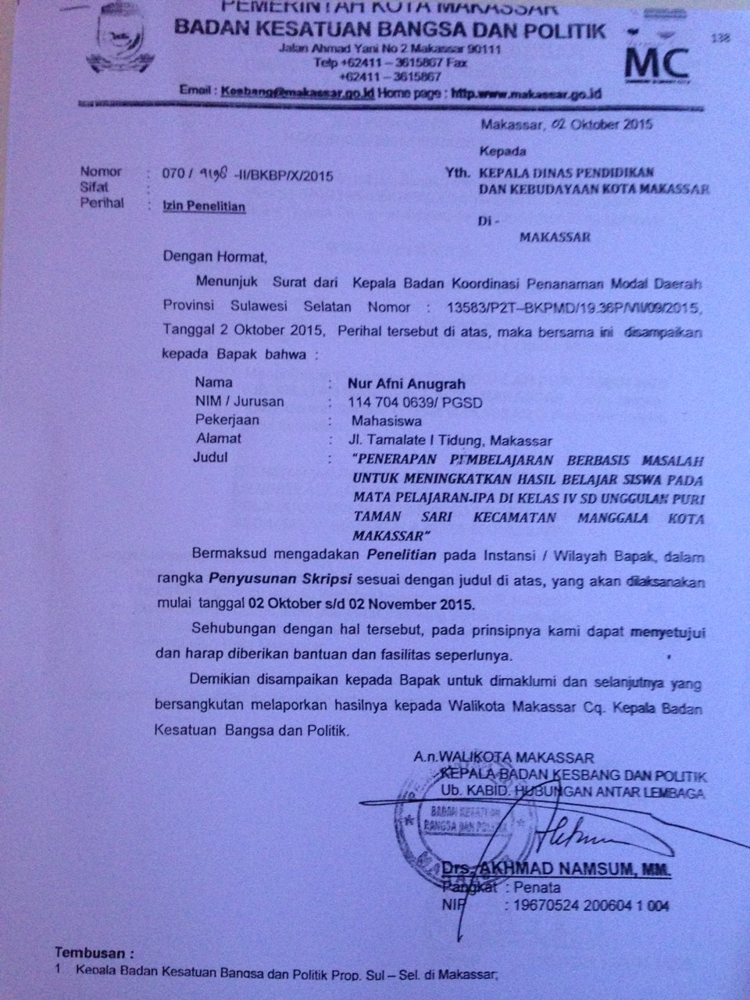 PEMERINTAH KOTA MAKASSAR
BADAN KESATUAN BANGSA DAN POLITIK
Jalan Ahmad Yani No 2 Makassar 90111
Telp +62411 – 3615867 Fax
+62411 – 3615867
Email : Kesbang@makassar.go.id Home page : http.www.makassar.go.id
MC
138
Makassar, 02 Oktober 2015
Kepada
Nomor : 070 / -II/BKBP/X/2015
Sifat :
Perihal : Izin Penelitian
Yth. KEPALA DINAS PENDIDIKAN
DAN KEBUDAYAAN KOTA MAKASSAR
Di -
MAKASSAR
Dengan Hormat,
Menunjuk Surat dari Kepala Badan Koordinasi Penanaman Modal Daerah
Provinsi Sulawesi Selatan Nomor : 13583/P2T–BKPMD/19.36P/VII/09/2015,
Tanggal 2 Oktober 2015, Perihal tersebut di atas, maka bersama ini disampaikan
kepada Bapak bahwa :
Nama : Nur Afni Anugrah
NIM / Jurusan : 114 704 0639/ PGSD
Pekerjaan : Mahasiswa
Alamat : Jl. Tamalate I Tidung, Makassar
Judul : "PENERAPAN PEMBELAJARAN BERBASIS MASALAH
UNTUK MENINGKATKAN HASIL BELAJAR SISWA PADA
MATA PELAJARAN IPA DI KELAS IV SD UNGGULAN PURI
TAMAN SARI KECAMATAN MANGGALA KOTA
MAKASSAR"
Bermaksud mengadakan Penelitian pada Instansi / Wilayah Bapak, dalam
rangka Penyusunan Skripsi sesuai dengan judul di atas, yang akan dilaksanakan
mulai tanggal 02 Oktober s/d 02 November 2015.
Sehubungan dengan hal tersebut, pada prinsipnya kami dapat menyetujui
dan harap diberikan bantuan dan fasilitas seperlunya.
Demikian disampaikan kepada Bapak untuk dimaklumi dan selanjutnya yang
bersangkutan melaporkan hasilnya kepada Walikota Makassar Cq. Kepala Badan
Kesatuan Bangsa dan Politik.
A.n.WALIKOTA MAKASSAR
KEPALA BADAN KESBANG DAN POLITIK
Ub. KABID. HUBUNGAN ANTAR LEMBAGA
BADAN KESATUAN
BANGSA DAN POLITIK
Drs. AKHMAD NAMSUM, MM.
Pangkat : Penata
NIP : 19670524 200604 1 004
Tembusan :
1 Kepala Badan Kesatuan Bangsa dan Politik Prop. Sul – Sel. di Makassar;